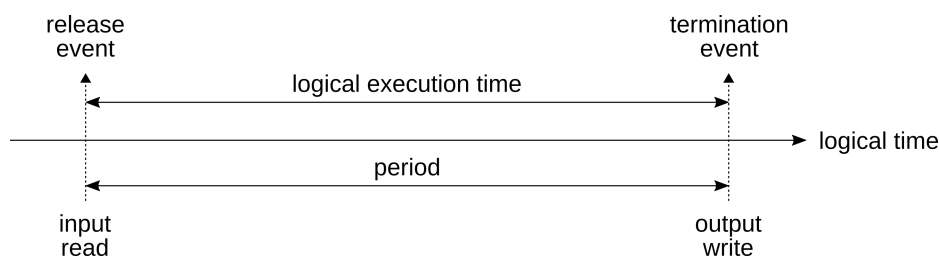 release
event
termination
event
logical execution time
logical time
period
input
read
output
write